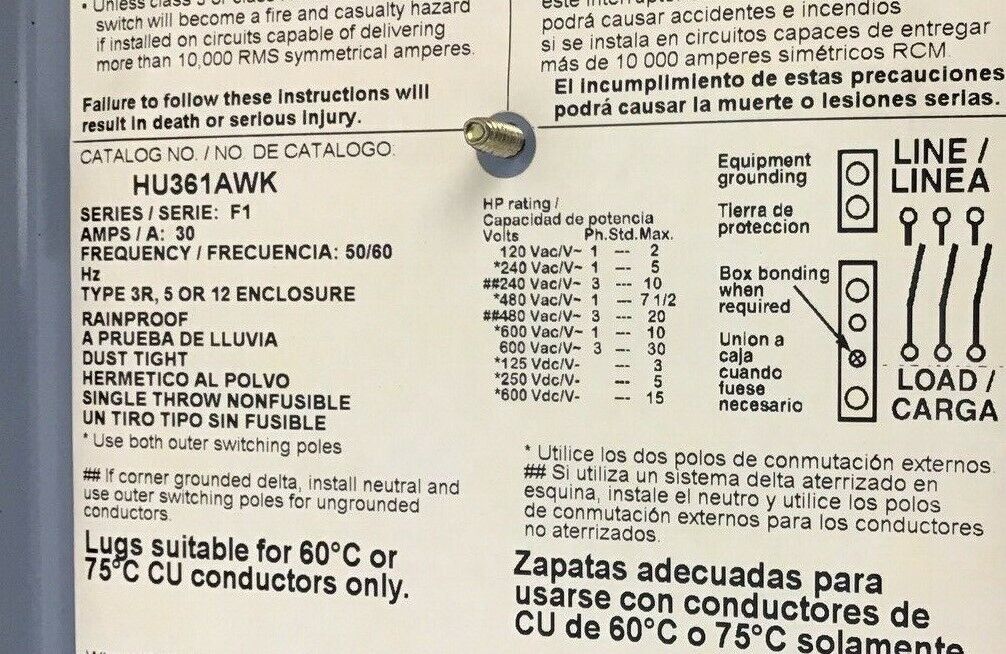 • Unless class
switch will become a fire and casualty hazard
if installed on circuits capable of delivering
more than 10,000 RMS symmetrical amperes.
Failure to follow these instructions will
result in death or serious injury.
este
podrá causar accidentes e incendios
si se instala en circuitos capaces de entregar
más de 10 000 amperes simétricos RCM
El incumplimiento de estas precauciones
podrá causar la muerte o lesiones serias.
CATALOG NO. / NO. DE CATALOGO:
HU361AWK
SERIES / SERIE: F1
AMPS / A: 30
FREQUENCY / FRECUENCIA: 50/60
Hz
TYPE 3R, 5 OR 12 ENCLOSURE
RAINPROOF
A PRUEBA DE LLUVIA
DUST TIGHT
HERMETICO AL POLVO
SINGLE THROW NONFUSIBLE
UN TIRO TIPO SIN FUSIBLE
* Use both outer switching poles
## If corner grounded delta, install neutral and
use outer switching poles for ungrounded
conductors.
Lugs suitable for 60°C or
75°C CU conductors only.
HP rating /
Capacidad de potencia
Volts Ph. Std. Max.
120 Vac/V~ 1 --- 2
*240 Vac/V~ 1 --- 5
##240 Vac/V~ 3 --- 10
*480 Vac/V~ 1 --- 7 1/2
##480 Vac/V~ 3 --- 20
*600 Vac/V~ 1 --- 10
600 Vac/V~ 3 --- 30
*125 Vdc/V- --- 3
*250 Vdc/V- --- 5
*600 Vdc/V- --- 15
Equipment
grounding
Tierra de
proteccion
Box bonding
when
required
Union a
caja
cuando
fuese
necesario
LINE /
LINEA
LOAD /
CARGA
* Utilice los dos polos de conmutación externos.
## Si utiliza un sistema delta aterrizado en
esquina, instale el neutro y utilice los polos
de conmutación externos para los conductores
no aterrizados.
Zapatas adecuadas para
usarse con conductores de
CU de 60°C o 75°C solamente